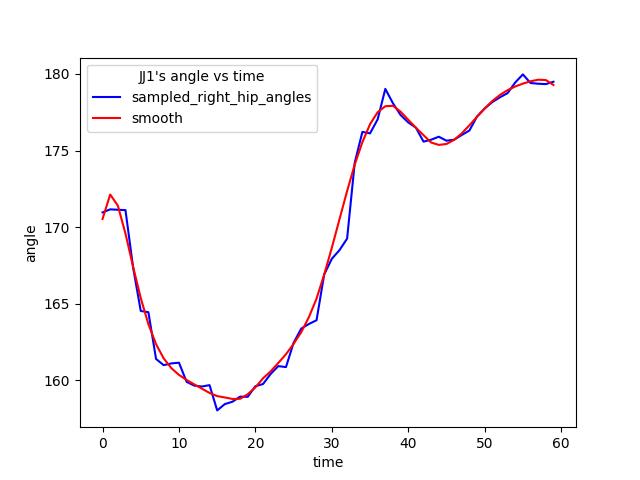 JJ1's angle vs time
sampled_right_hip_angles
smooth
180
175
170
165
160
angle
0 10 20 30 40 50 60
time